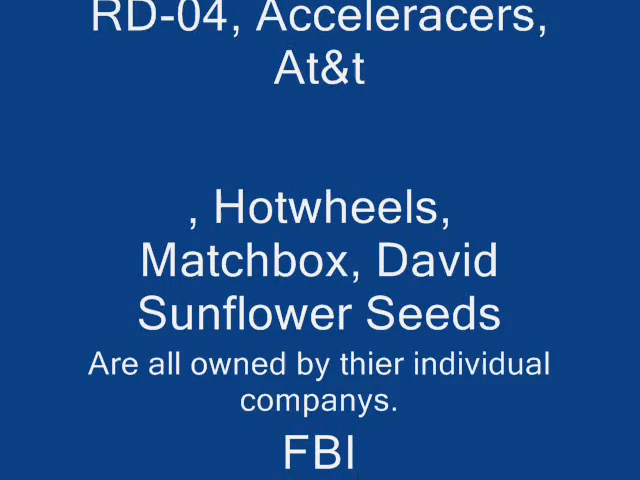 RD-04, Acceleracers,
At&t
, Hotwheels,
Matchbox, David
Sunflower Seeds
Are all owned by thier individual
companys.
FBI